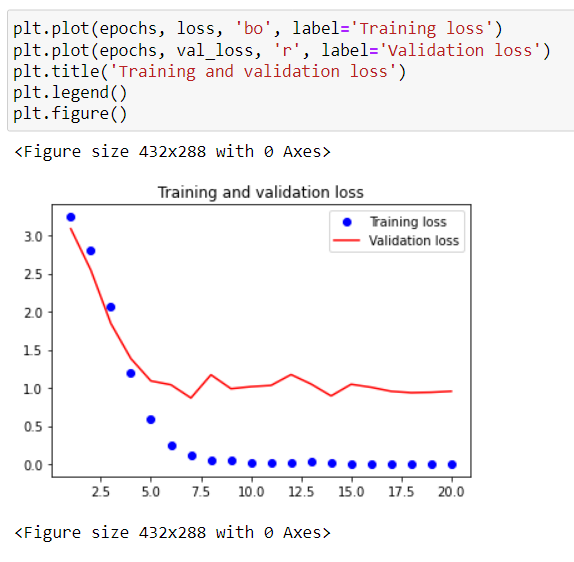 plt.plot(epochs, loss, 'bo', label='Training loss')
plt.plot(epochs, val_loss, 'r', label='Validation loss')
plt.title('Training and validation loss')
plt.legend()
plt.figure()
<Figure size 432x288 with 0 Axes>
Training and validation loss
Training loss
Validation loss
3.0
2.5
2.0
1.5
1.0
0.5
0.0
2.5 5.0 7.5 10.0 12.5 15.0 17.5 20.0
<Figure size 432x288 with 0 Axes>